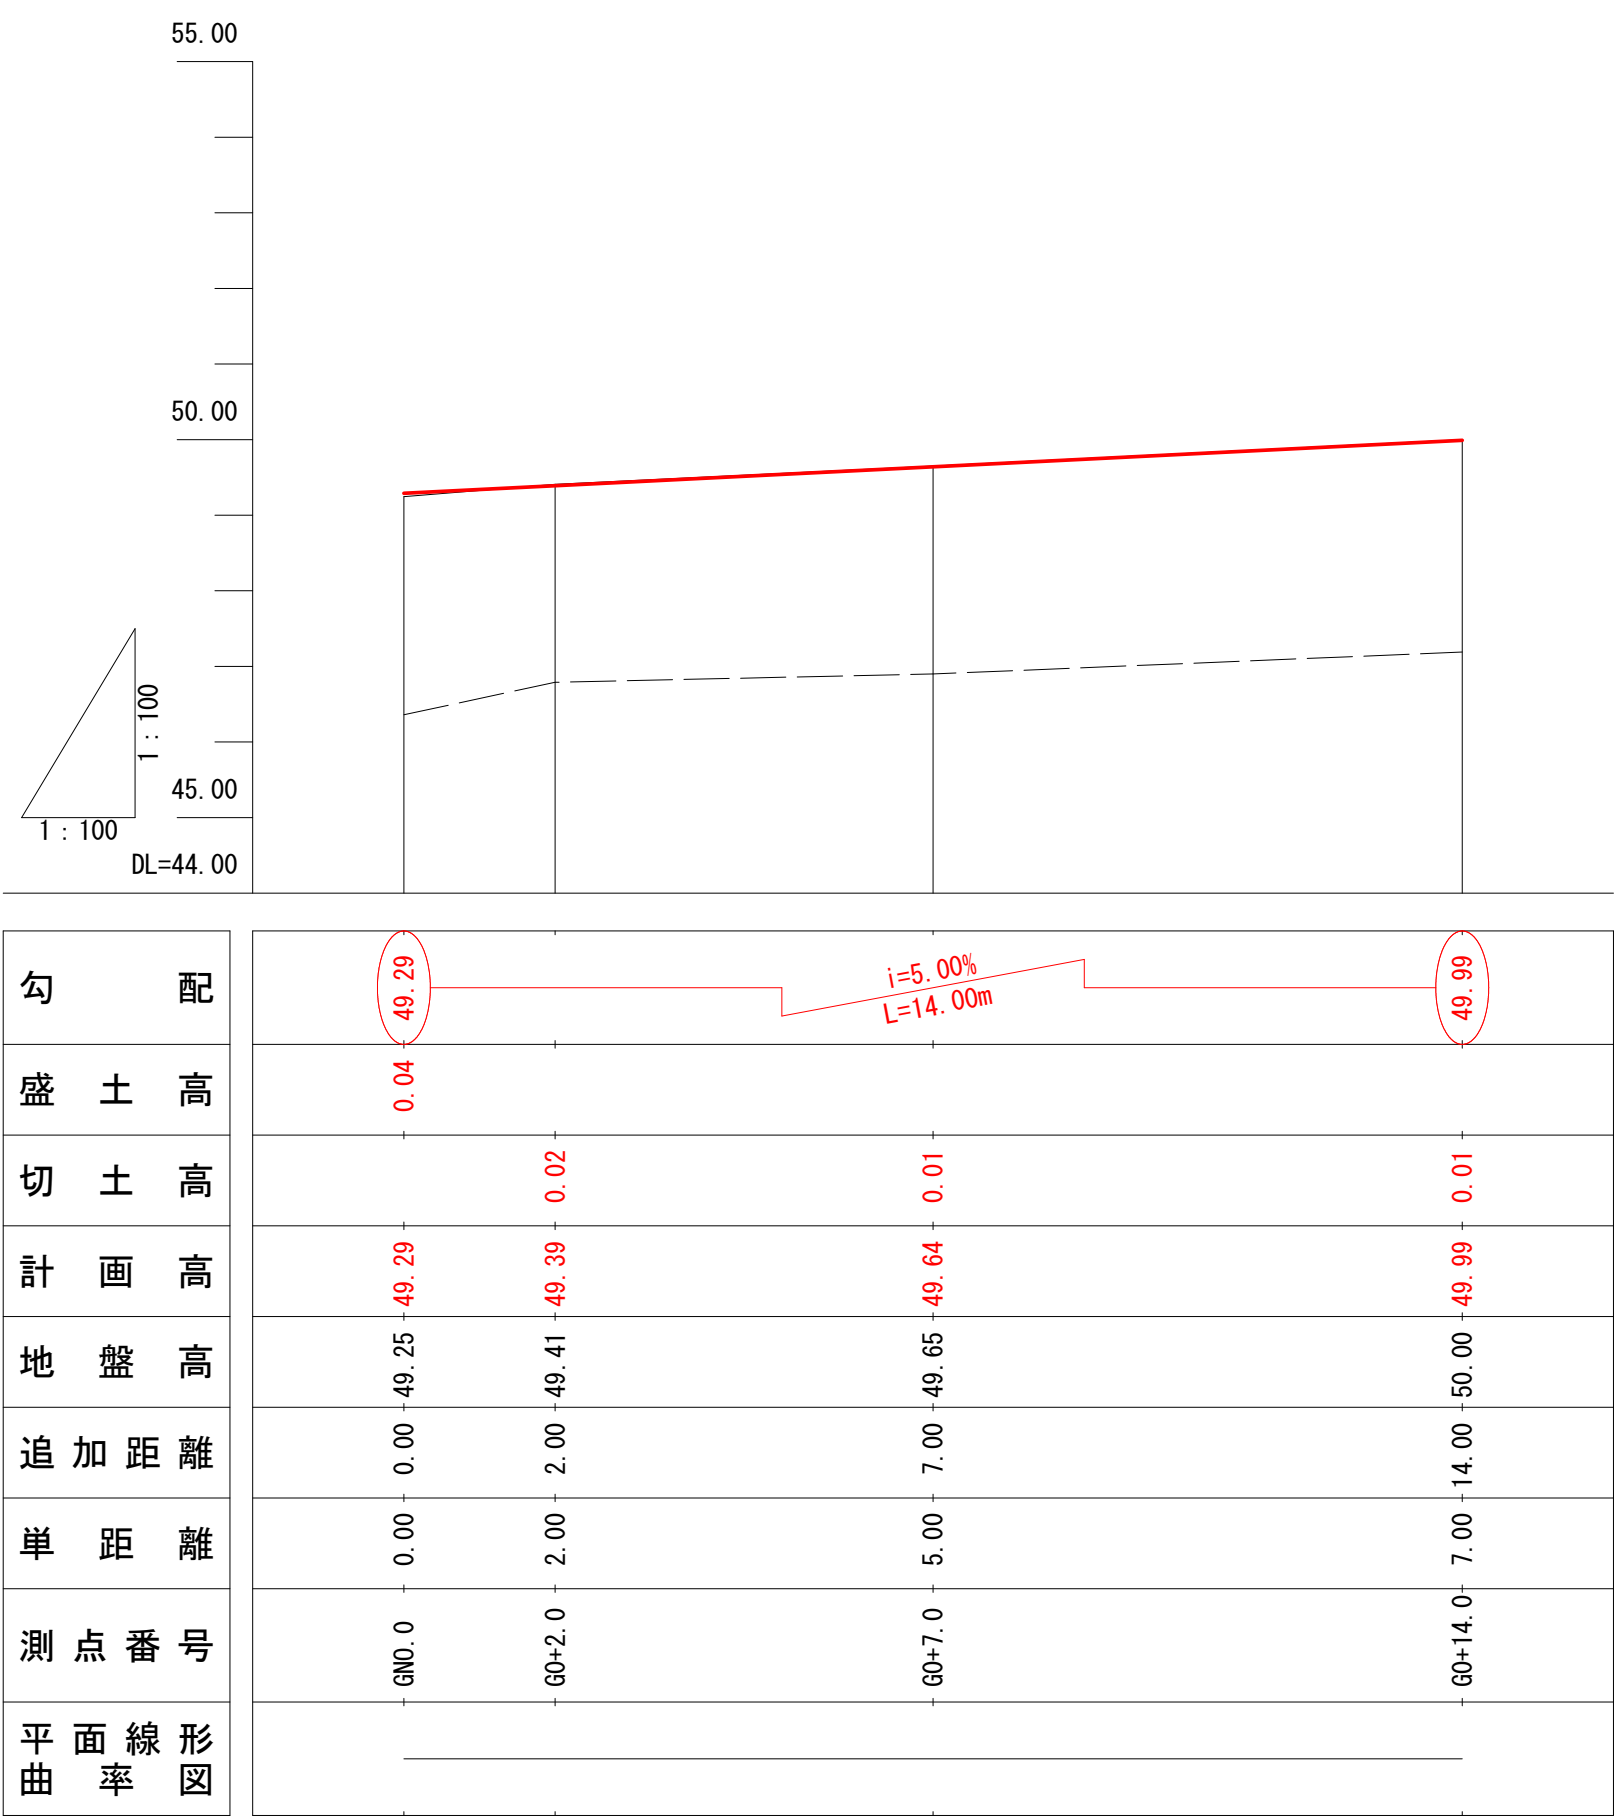 55.00
50.00
45.00
DL=44.00
1 : 100
1 : 100
勾配 49.29 i=5.00% L=14.00m 49.99
盛土高 0.04
切土高 0.02 0.01 0.01
計画高 49.29 49.39 49.64 49.99
地盤高 49.25 49.41 49.65 50.00
追加距離 0.00 2.00 7.00 14.00
単距離 0.00 2.00 5.00 7.00
測点番号 GN0.0 G0+2.0 G0+7.0 G0+14.0
平面線形
曲率図